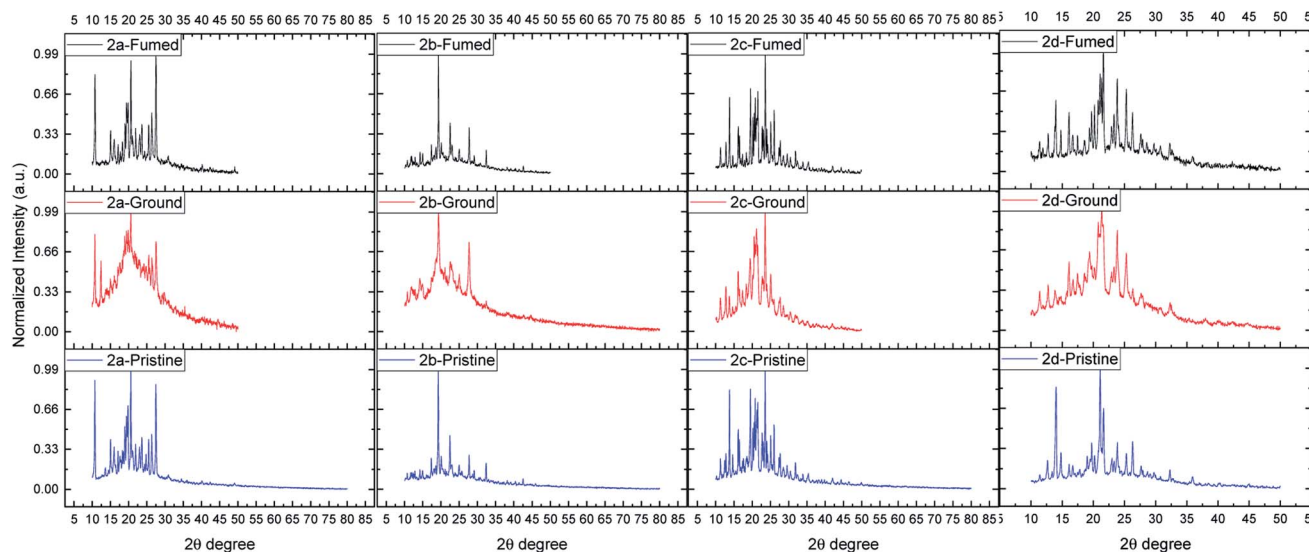 5 10 15 20 25 30 35 40 45 50 55 60 65 70 75 80 85 5 10 15 20 25 30 35 40 45 50 55 60 65 70 75 80 85 5 10 15 20 25 30 35 40 45 50 55 60 65 70 75 80 85 5 10 15 20 25 30 35 40 45 50
2a-Fumed 2b-Fumed 2c-Fumed 2d-Fumed
0.99
0.66
0.33
0.00
2a-Ground 2b-Ground 2c-Ground 2d-Ground
0.99
0.66
0.33
0.00
Normalized Intensity (a.u.)
2a-Pristine 2b-Pristine 2c-Pristine 2d-Pristine
0.99
0.66
0.33
0.00
5 10 15 20 25 30 35 40 45 50 55 60 65 70 75 80 85 5 10 15 20 25 30 35 40 45 50 55 60 65 70 75 80 85 5 10 15 20 25 30 35 40 45 50 55 60 65 70 75 80 85 5 10 15 20 25 30 35 40 45 50
2θ degree 2θ degree 2θ degree 2θ degree